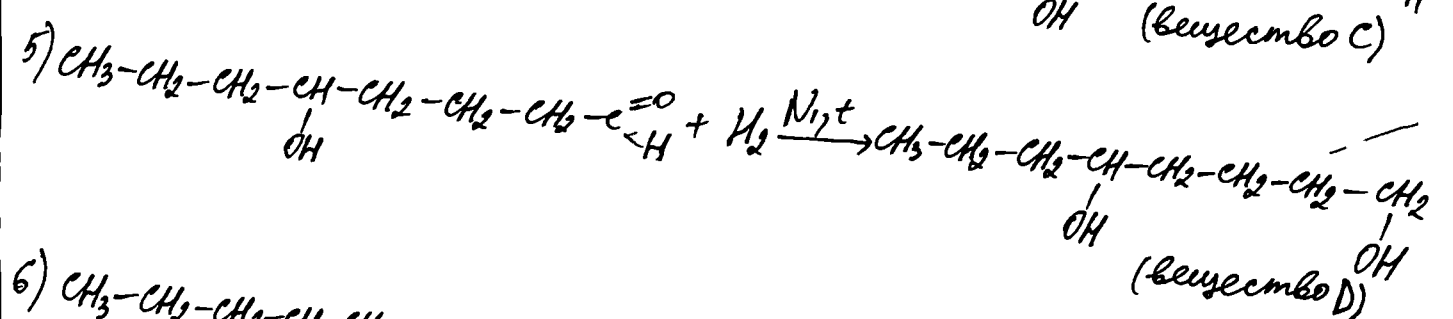 OH (вещество C) H
5) CH3-CH2-CH2-CH-CH2-CH2-CH2-C=O + H2 Ni, t → CH3-CH2-CH2-CH-CH2-CH2-CH2-CH2
OH H OH OH
(вещество D)
6) CH3-CH2-CH2-CH